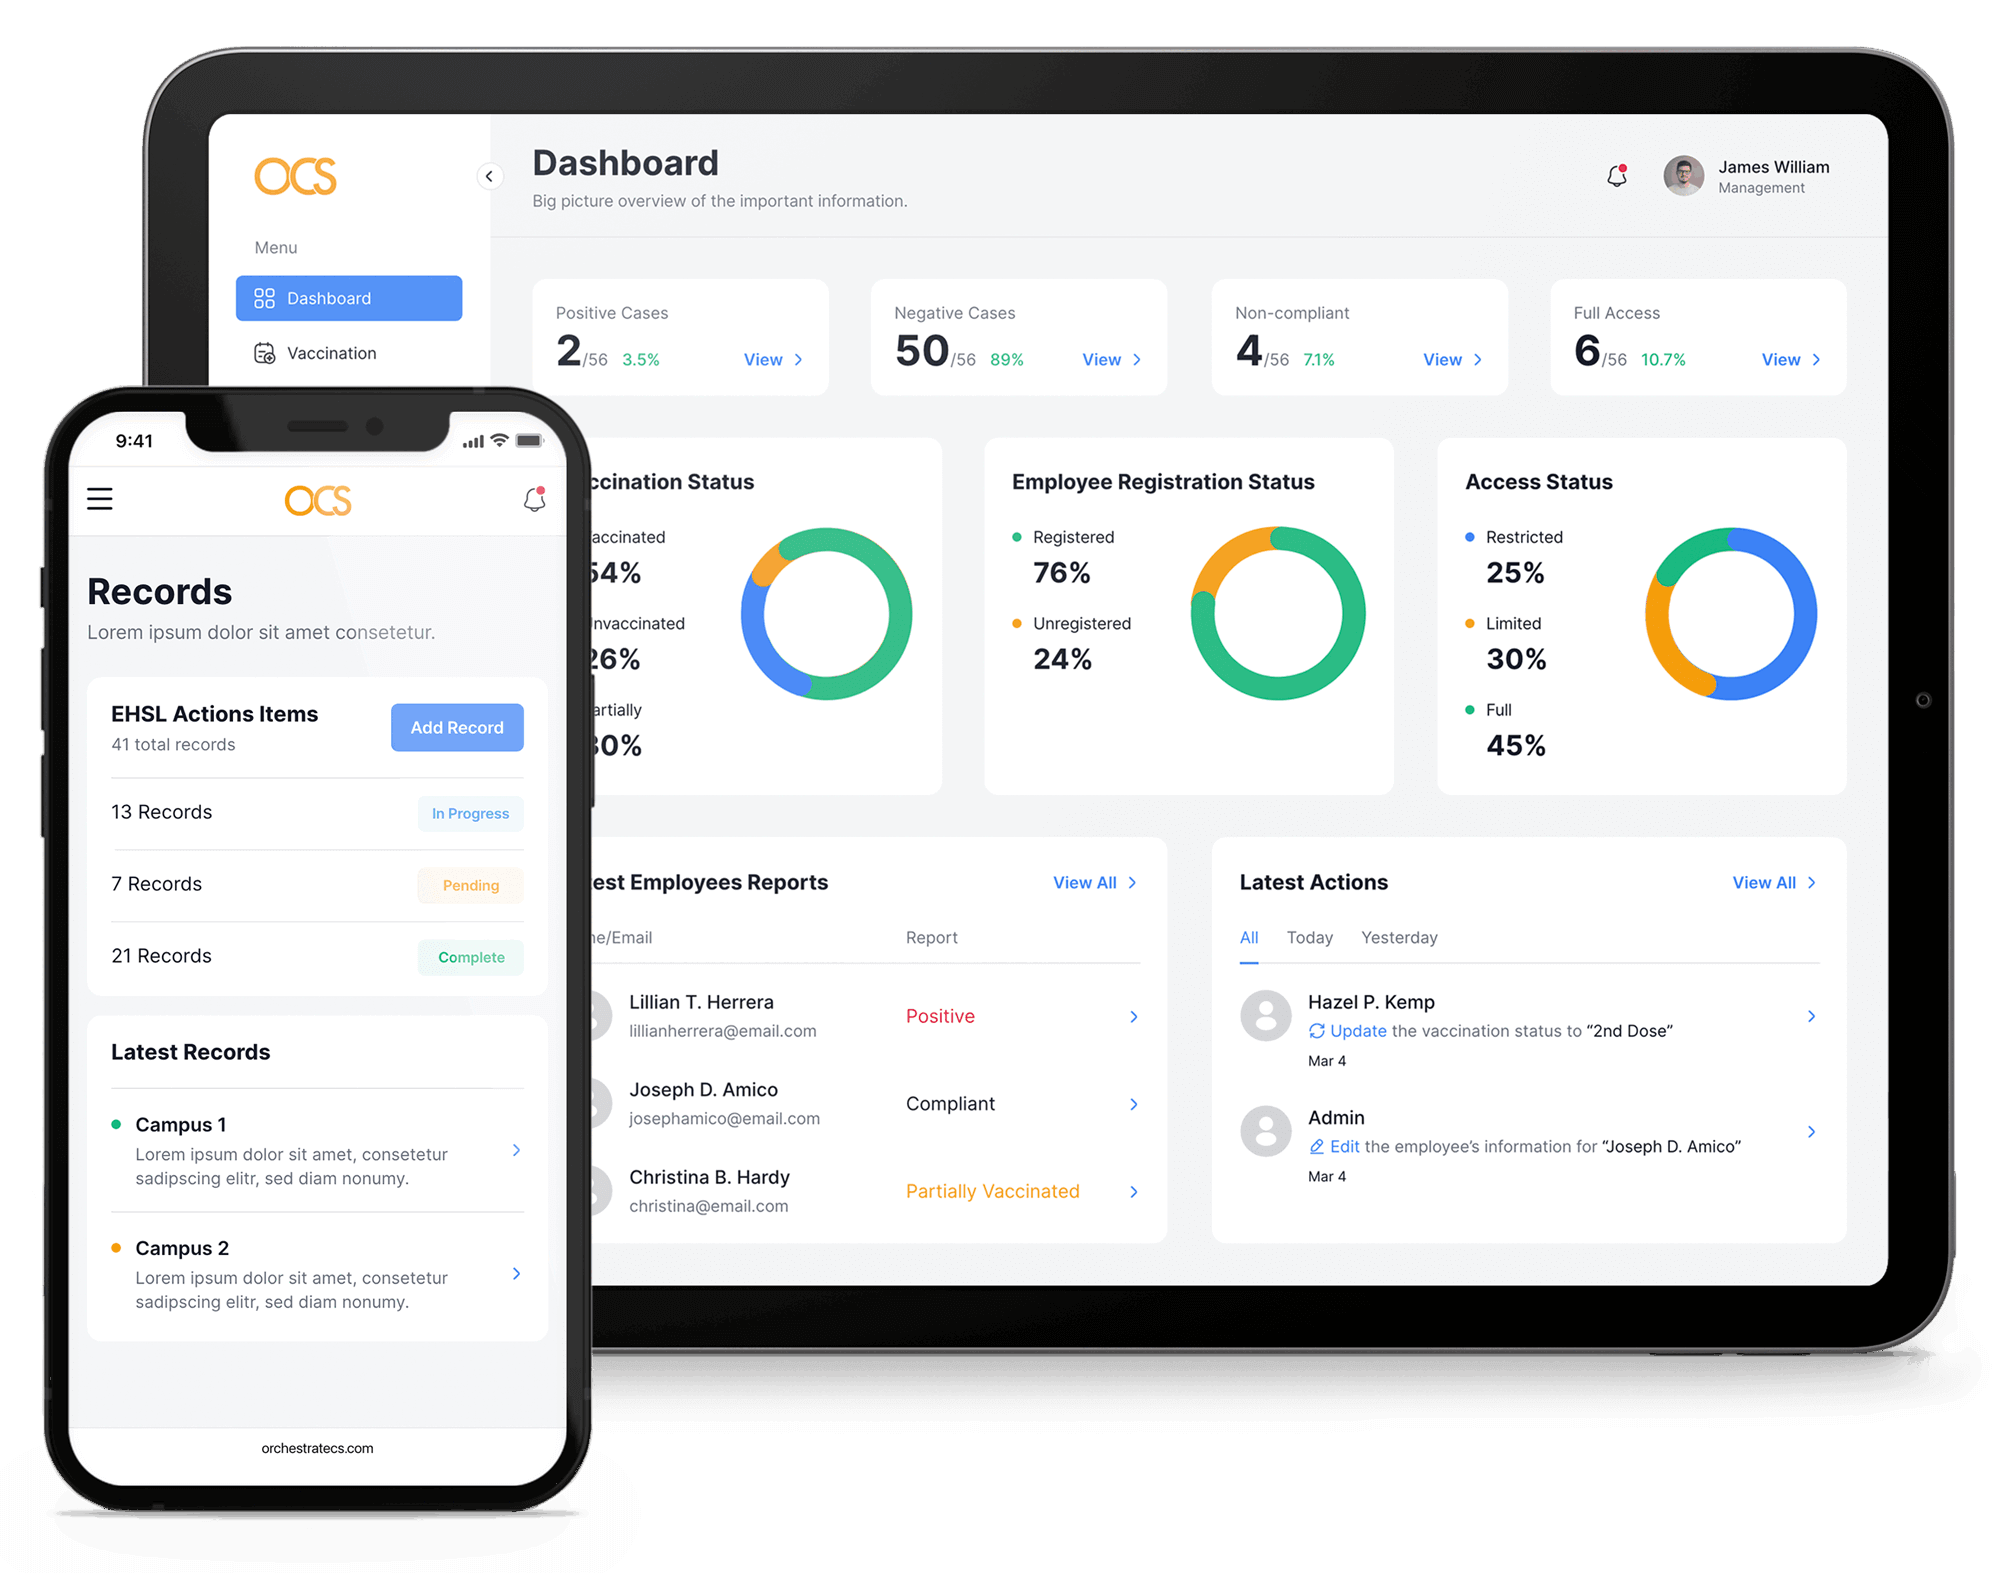 OCS
Menu
Dashboard
Vaccination
Dashboard
Big picture overview of the important information.
James William
Management
Positive Cases
2/56 3.5% View
Negative Cases
50/56 89% View
Non-compliant
4/56 7.1% View
Full Access
6/56 10.7% View
ccination Status
accinated
54%
nvaccinated
26%
artially
30%
Employee Registration Status
Registered
76%
Unregistered
24%
Access Status
Restricted
25%
Limited
30%
Full
45%
test Employees Reports View All
me/Email Report
Lillian T. Herrera
lillianherrera@email.com
Positive
Joseph D. Amico
josephamico@email.com
Compliant
Christina B. Hardy
christina@email.com
Partially Vaccinated
Latest Actions View All
All Today Yesterday
Hazel P. Kemp
Update the vaccination status to “2nd Dose”
Mar 4
Admin
Edit the employee’s information for “Joseph D. Amico”
Mar 4
9:41
OCS
Records
Lorem ipsum dolor sit amet consetetur.
EHSL Actions Items
41 total records
Add Record
13 Records In Progress
7 Records Pending
21 Records Complete
Latest Records
Campus 1
Lorem ipsum dolor sit amet, consetetur
sadipscing elitr, sed diam nonumy.
Campus 2
Lorem ipsum dolor sit amet, consetetur
sadipscing elitr, sed diam nonumy.
orchestratecs.com